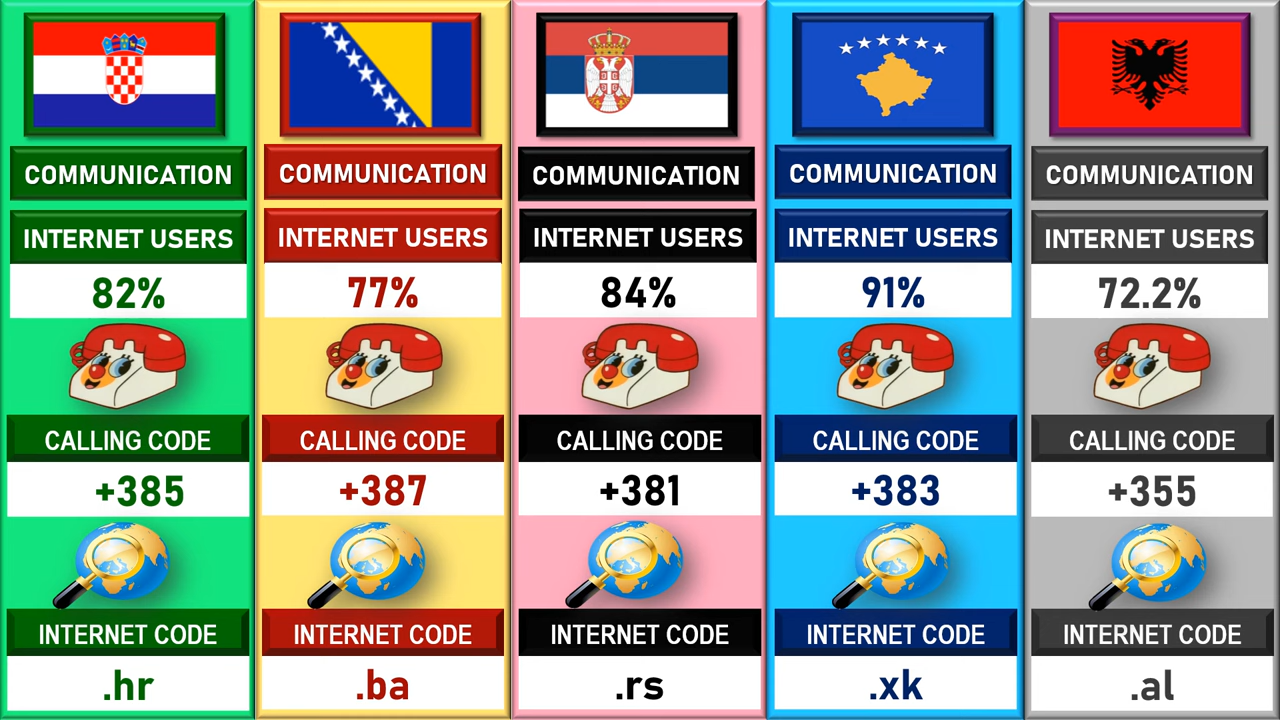 COMMUNICATION
INTERNET USERS
82%
CALLING CODE
+385
INTERNET CODE
.hr
COMMUNICATION
INTERNET USERS
77%
CALLING CODE
+387
INTERNET CODE
.ba
COMMUNICATION
INTERNET USERS
84%
CALLING CODE
+381
INTERNET CODE
.rs
COMMUNICATION
INTERNET USERS
91%
CALLING CODE
+383
INTERNET CODE
.xk
COMMUNICATION
INTERNET USERS
72.2%
CALLING CODE
+355
INTERNET CODE
.al